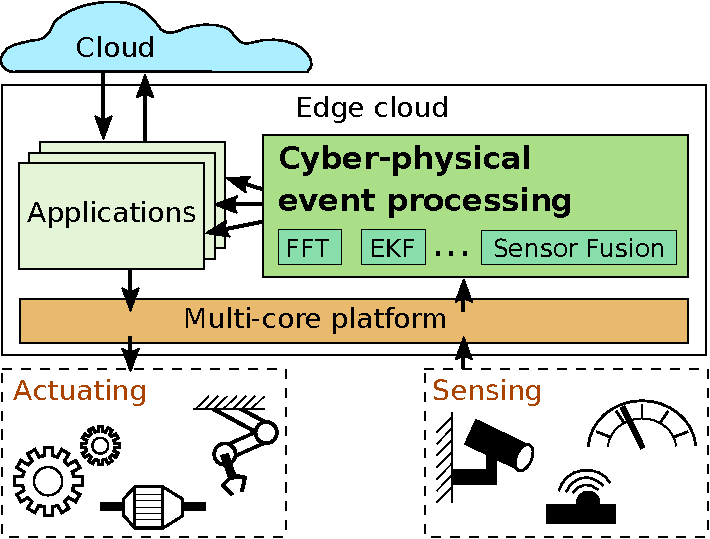 Cloud
Edge cloud
Applications
Cyber-physical
event processing
FFT EKF ... Sensor Fusion
Multi-core platform
Actuating
Sensing